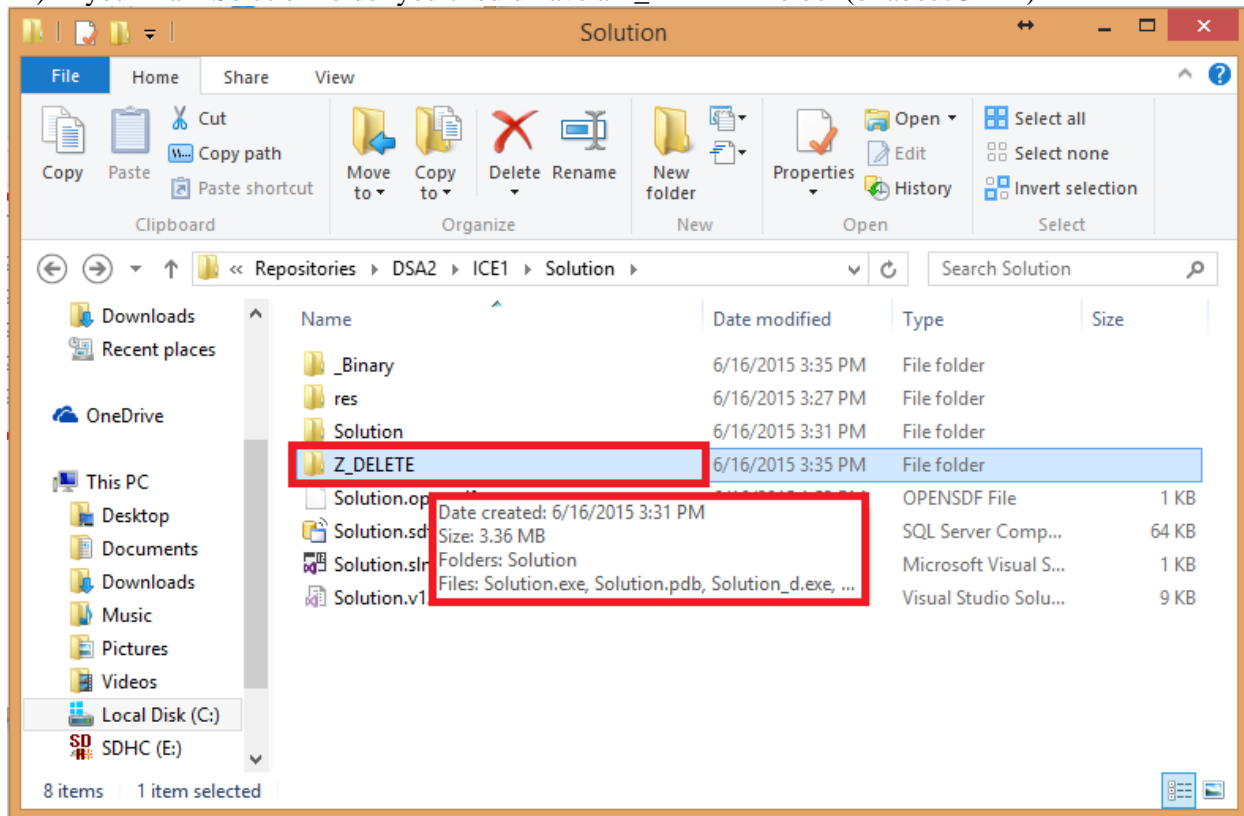 Solution
File Home Share View
Copy Paste Cut Copy path Paste shortcut
Move to Copy to Delete Rename
New folder
Properties Open Edit History
Select all Select none Invert selection
Clipboard Organize New Open Select
« Repositories DSA2 ICE1 Solution
Search Solution
Downloads
Recent places
OneDrive
This PC
Desktop
Documents
Downloads
Music
Pictures
Videos
Local Disk (C:)
SD
SDHC (E:)
Name Date modified Type Size
_Binary 6/16/2015 3:35 PM File folder
res 6/16/2015 3:27 PM File folder
Solution 6/16/2015 3:31 PM File folder
Z_DELETE 6/16/2015 3:35 PM File folder
OPENSDF File 1 KB
SQL Server Comp... 64 KB
Microsoft Visual S... 1 KB
Visual Studio Solu... 9 KB
Date created: 6/16/2015 3:31 PM
Size: 3.36 MB
Folders: Solution
Files: Solution.exe, Solution.pdb, Solution_d.exe, ...
8 items 1 item selected